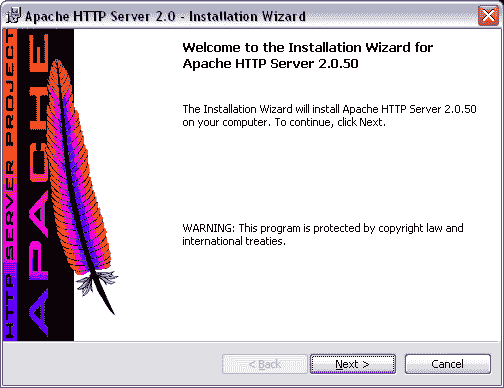 Apache HTTP Server 2.0 - Installation Wizard
HTTP SERVER PROJECT
APACHE
Welcome to the Installation Wizard for
Apache HTTP Server 2.0.50
The Installation Wizard will install Apache HTTP Server 2.0.50
on your computer. To continue, click Next.
WARNING: This program is protected by copyright law and
international treaties.
< Back
Next >
Cancel